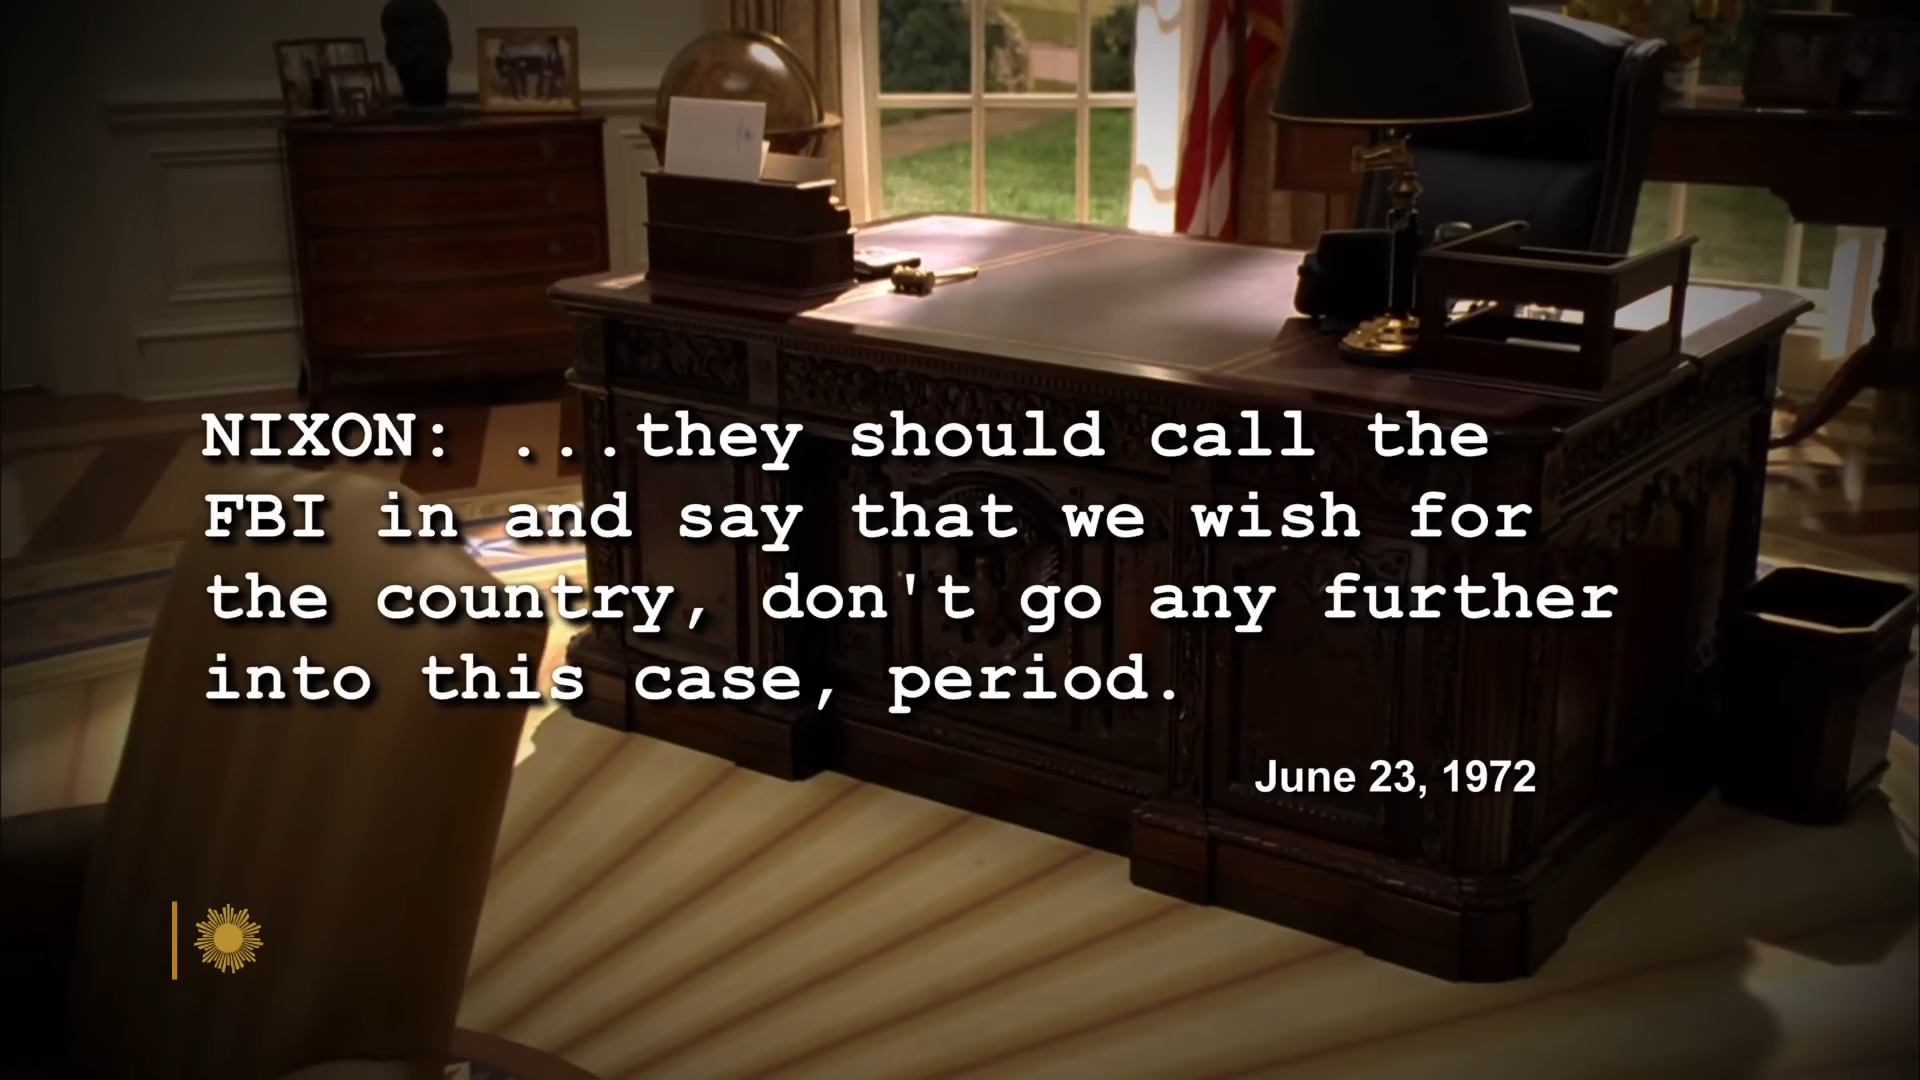 NIXON: ...they should call the
FBI in and say that we wish for
the country, don't go any further
into this case, period.
June 23, 1972